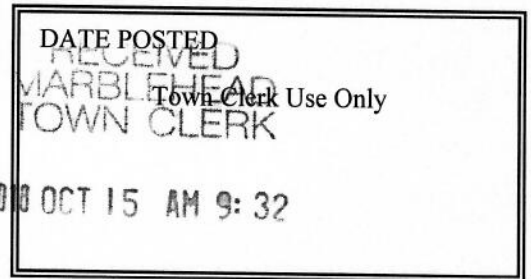 DATE POSTED
RECEIVED
MARBLEHEAD
Town Clerk Use Only
TOWN CLERK
OCT 15 AM 9:32